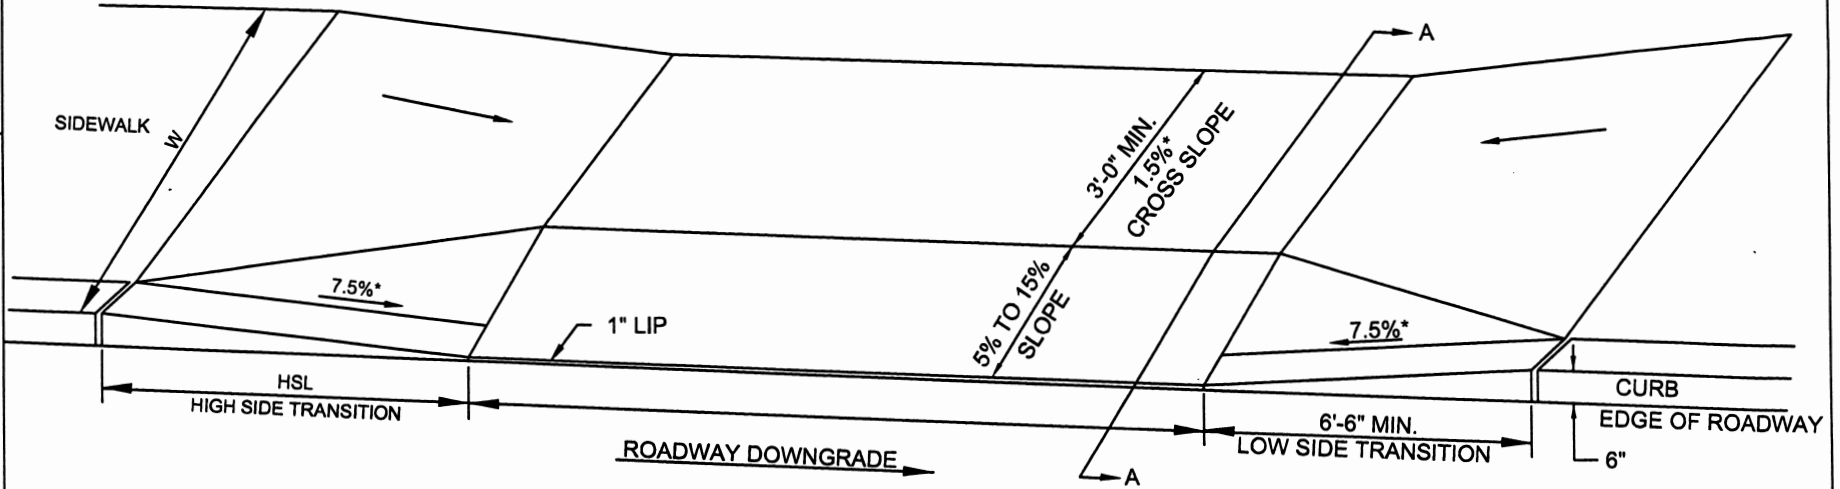 A
SIDEWALK
W
3'-0" MIN.
1.5%*
CROSS SLOPE
7.5%*
1" LIP
5% TO 15%
SLOPE
7.5%*
HSL
HIGH SIDE TRANSITION
CURB
EDGE OF ROADWAY
6'-6" MIN.
LOW SIDE TRANSITION
ROADWAY DOWNGRADE
6"
A